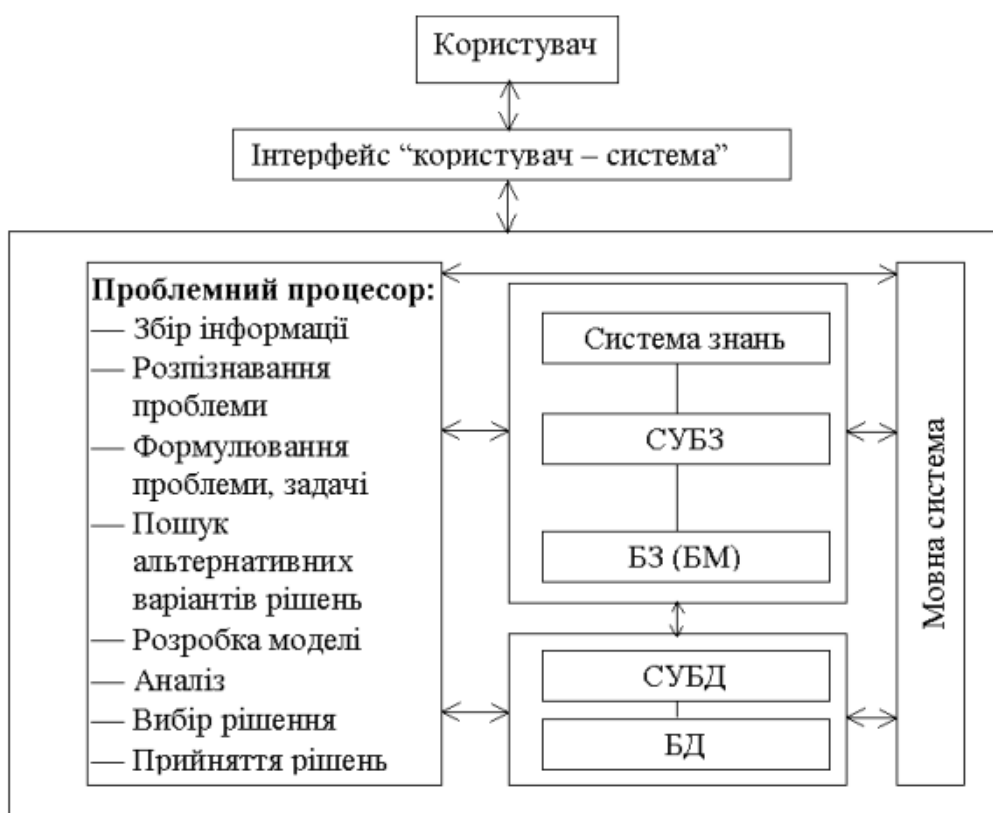 Користувач
Інтерфейс “користувач – система”
Проблемний процесор:
— Збір інформації
— Розпізнавання
проблеми
— Формулювання
проблеми, задачі
— Пошук
альтернативних
варіантів рішень
— Розробка моделі
— Аналіз
— Вибір рішення
— Прийняття рішень
Система знань
СУБЗ
БЗ (БМ)
СУБД
БД
Мовна система